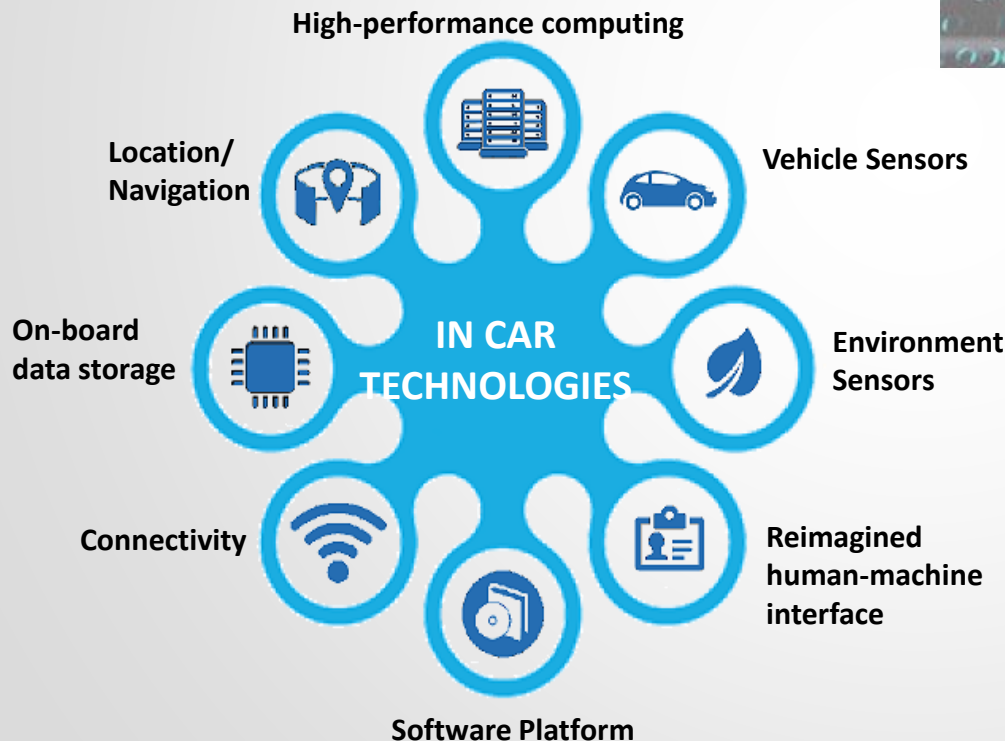 High-performance computing
Location/
Navigation
Vehicle Sensors
On-board
data storage
IN CAR
TECHNOLOGIES
Environment
Sensors
Connectivity
Reimagined
human-machine
interface
Software Platform